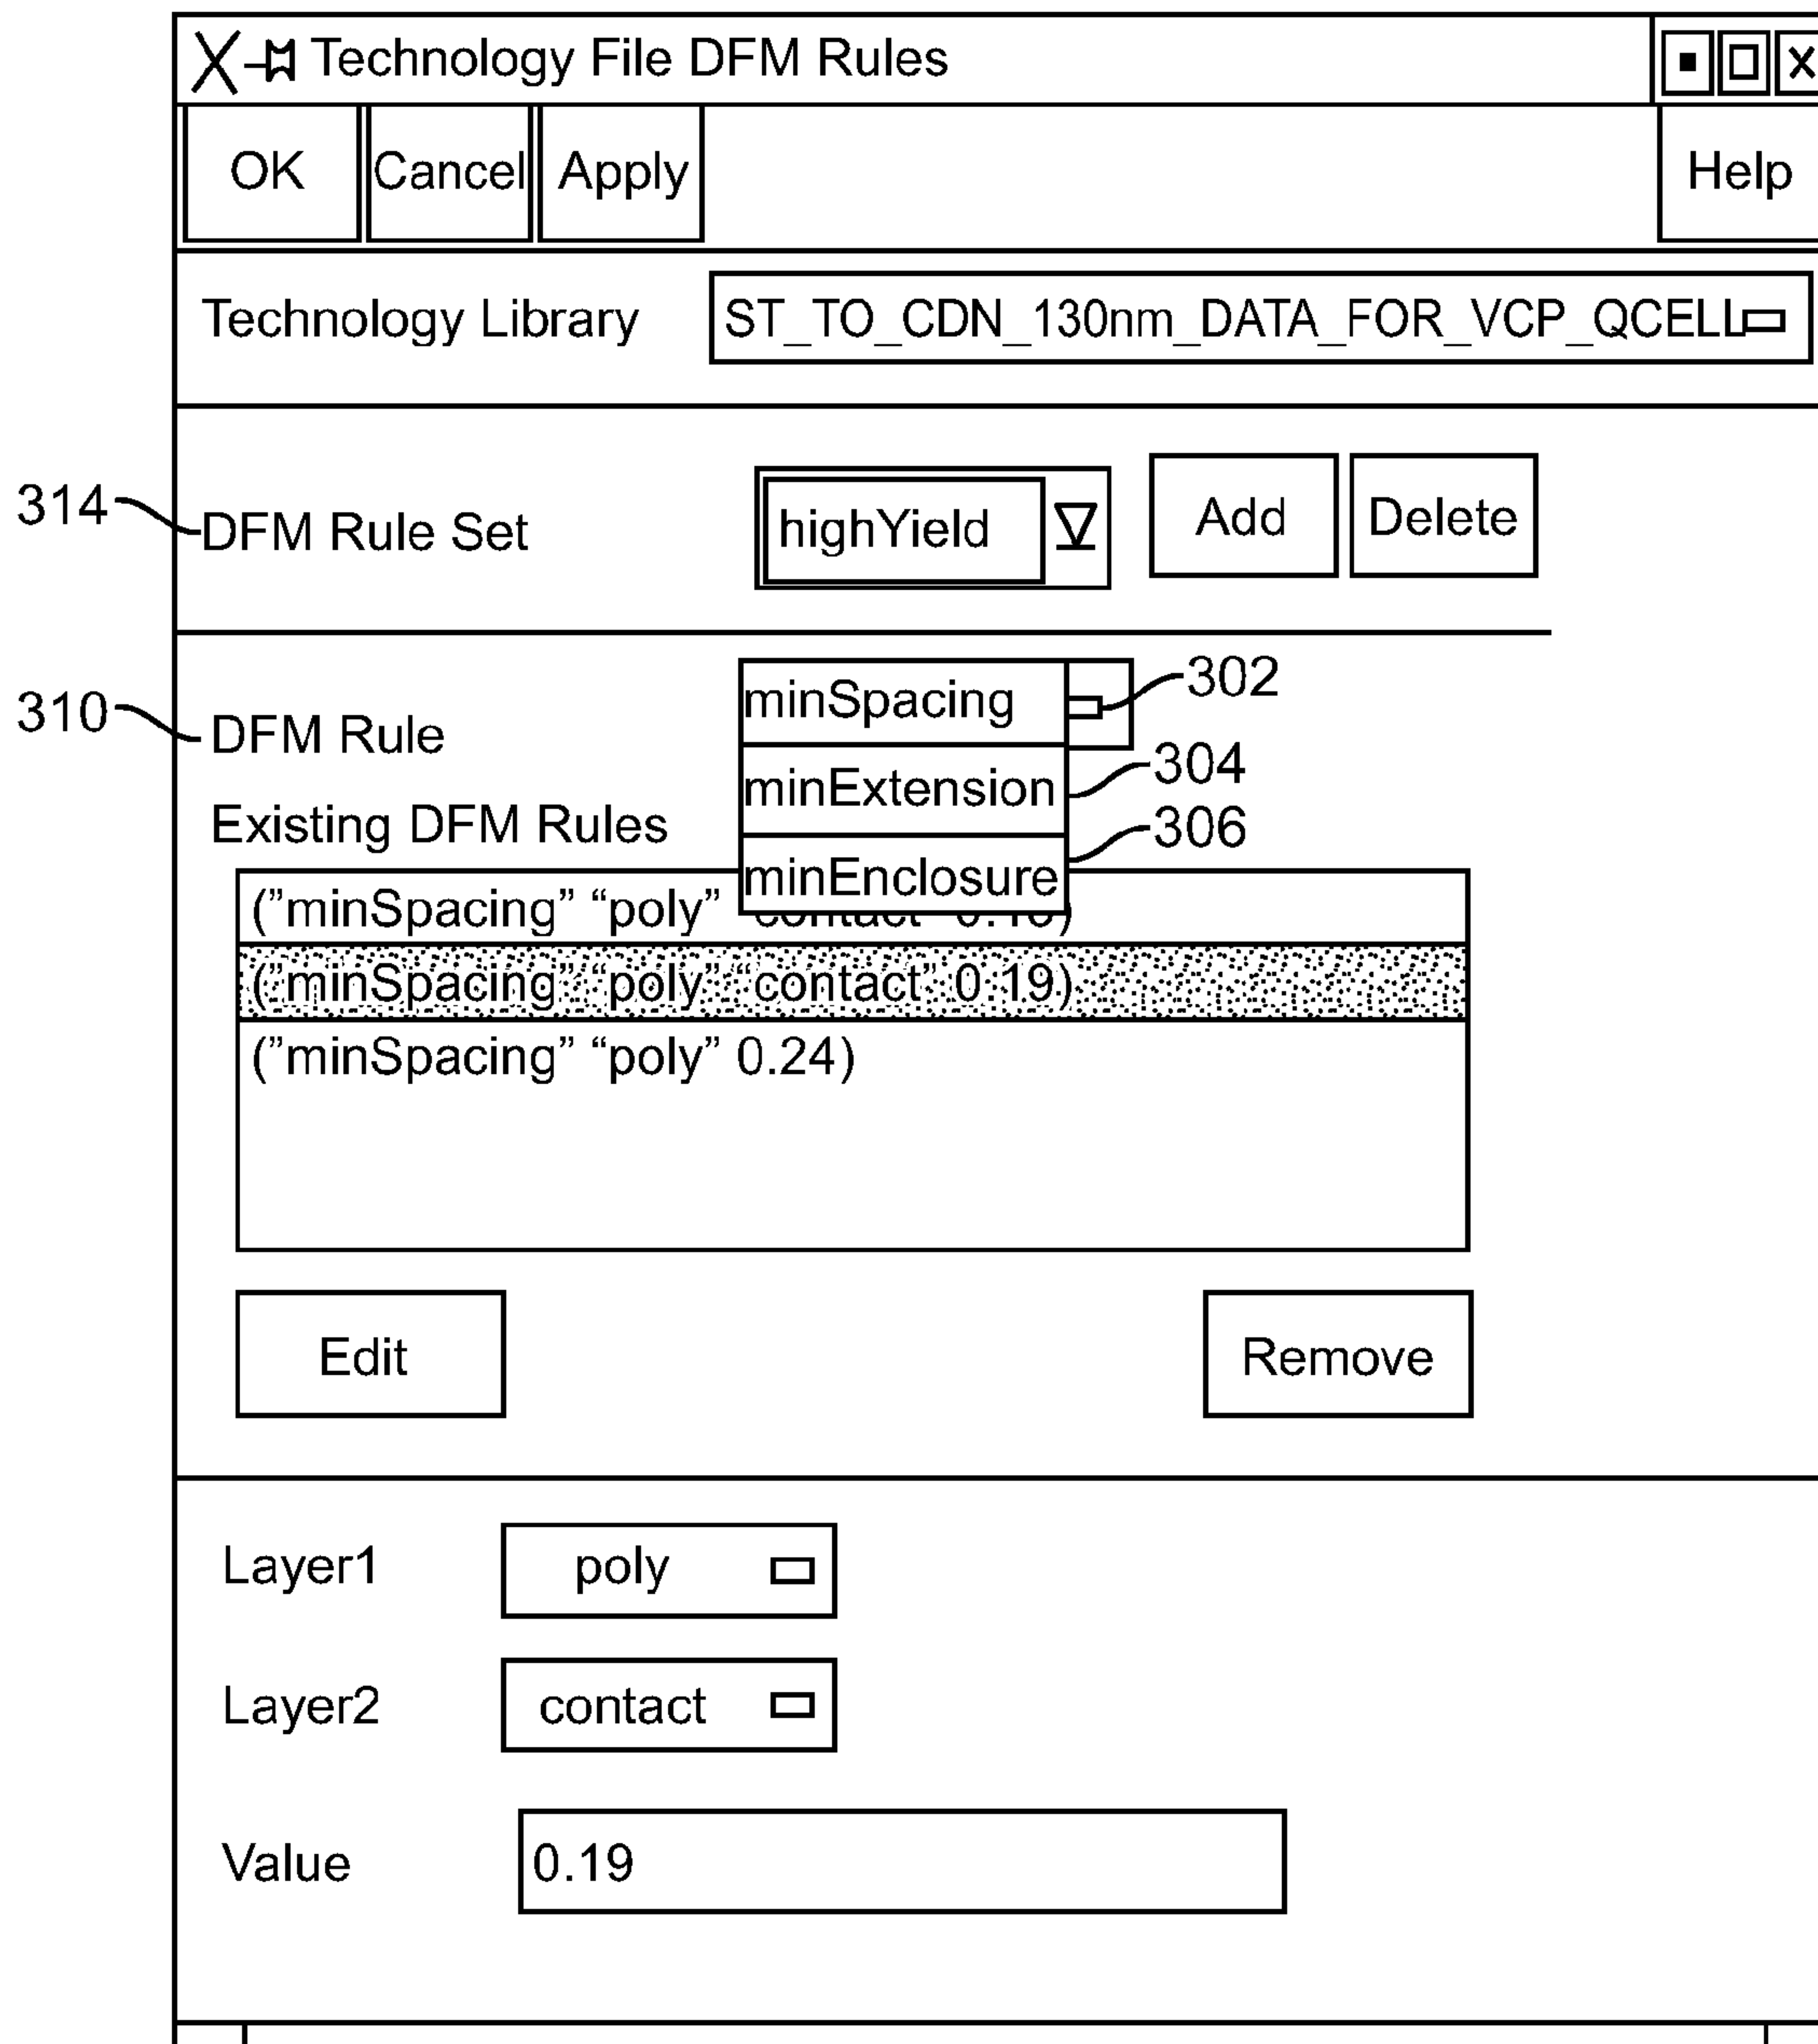 Technology File DFM Rules
OK Cancel Apply Help
Technology Library ST_TO_CDN_130nm_DATA_FOR_VCP_QCELL
314 DFM Rule Set highYield Add Delete
minSpacing 302
310 DFM Rule
minExtension 304
Existing DFM Rules 306
minEnclosure
(”minSpacing” “poly” contact
(”minSpacing” “poly” “contact” 0.19)
(”minSpacing” “poly” 0.24)
Edit Remove
Layer1 poly
Layer2 contact
Value 0.19